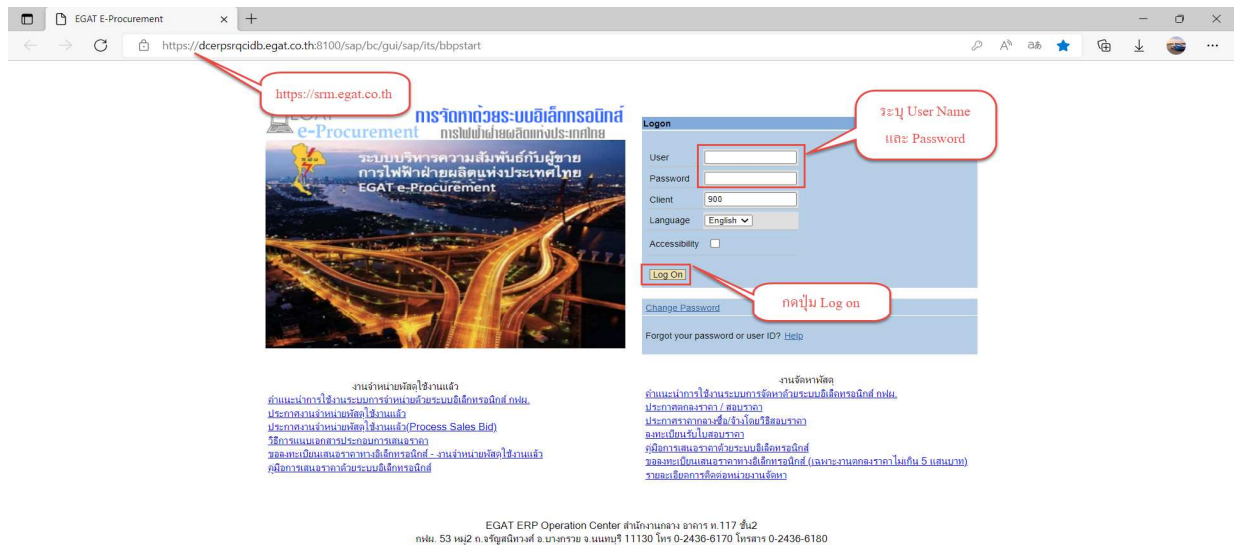 EGAT E-Procurement
https://dcerpsrqcidb.egat.co.th:8100/sap/bc/gui/sap/its/bbpstart
https://srm.egat.co.th
EGAT
e-Procurement
การจัดหาด้วยระบบอิเล็กทรอนิกส์
การไฟฟ้าฝ่ายผลิตแห่งประเทศไทย
ระบบบริหารความสัมพันธ์กับผู้ขาย
การไฟฟ้าฝ่ายผลิตแห่งประเทศไทย
EGAT e-Procurement
Logon
ระบุ User Name
และ Password
User
Password
Client 900
Language English
Accessibility
Log On
กดปุ่ม Log on
Change Password
Forgot your password or user ID? Help
งานจำหน่ายพัสดุใช้งานแล้ว
คำแนะนำการใช้งานระบบการจำหน่ายด้วยระบบอิเล็กทรอนิกส์ กฟผ.
ประกาศงานจำหน่ายพัสดุใช้งานแล้ว
ประกาศงานจำหน่ายพัสดุใช้งานแล้ว(Process Sales Bid)
วิธีการแนบเอกสารประกอบการเสนอราคา
ขอลงทะเบียนเสนอราคาทางอิเล็กทรอนิกส์ - งานจำหน่ายพัสดุใช้งานแล้ว
คู่มือการเสนอราคาด้วยระบบอิเล็กทรอนิกส์
งานจัดหาพัสดุ
คำแนะนำการใช้งานระบบการจัดหาด้วยระบบอิเล็กทรอนิกส์ กฟผ.
ประกาศตกลงราคา / สอบราคา
ประกาศราคากลางซื้อ/จ้างโดยวิธีสอบราคา
ลงทะเบียนรับใบสอบราคา
คู่มือการเสนอราคาด้วยระบบอิเล็กทรอนิกส์
ขอลงทะเบียนเสนอราคาทางอิเล็กทรอนิกส์ (เฉพาะงานตกลงราคาไม่เกิน 5 แสนบาท)
รายละเอียดการติดต่อหน่วยงานจัดหา
EGAT ERP Operation Center สำนักงานกลาง อาคาร ท.117 ชั้น2
กฟผ. 53 หมู่2 ถ.จรัญสนิทวงศ์ อ.บางกรวย จ.นนทบุรี 11130 โทร 0-2436-6170 โทรสาร 0-2436-6180